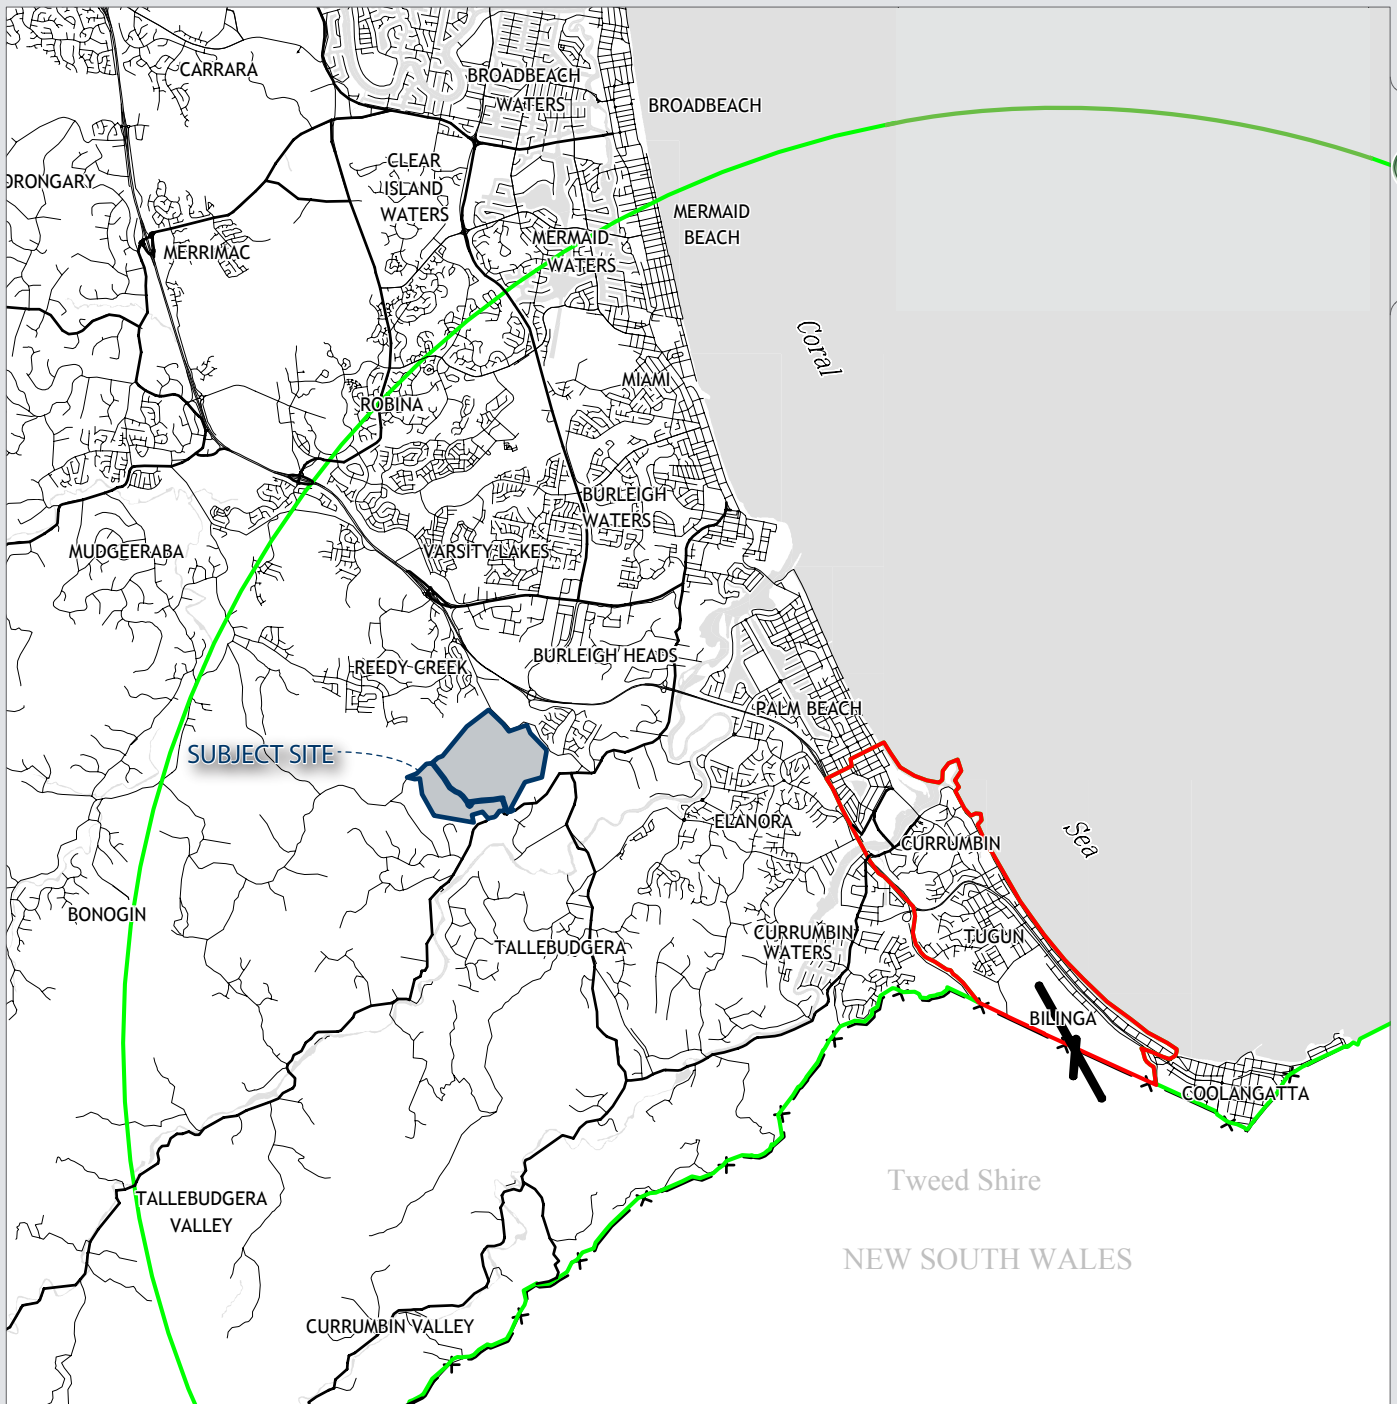 CARRARA
BROADBEACH
WATERS
BROADBEACH
CLEAR
ISLAND
WATERS
ORONGARY
MERMAID
BEACH
MERRIMAC
MERMAID
WATERS
Coral
MIAMI
ROBINA
BURLEIGH
WATERS
MUDGEERABA
VARSITY LAKES
REEDY CREEK
BURLEIGH HEADS
PALM BEACH
SUBJECT SITE
ELANORA
CURRUMBIN
Sea
BONOGIN
TALLEBUDGERA
CURRUMBIN
WATERS
TUGUN
BILINGA
COOLANGATTA
Tweed Shire
TALLEBUDGERA
VALLEY
NEW SOUTH WALES
CURRUMBIN VALLEY